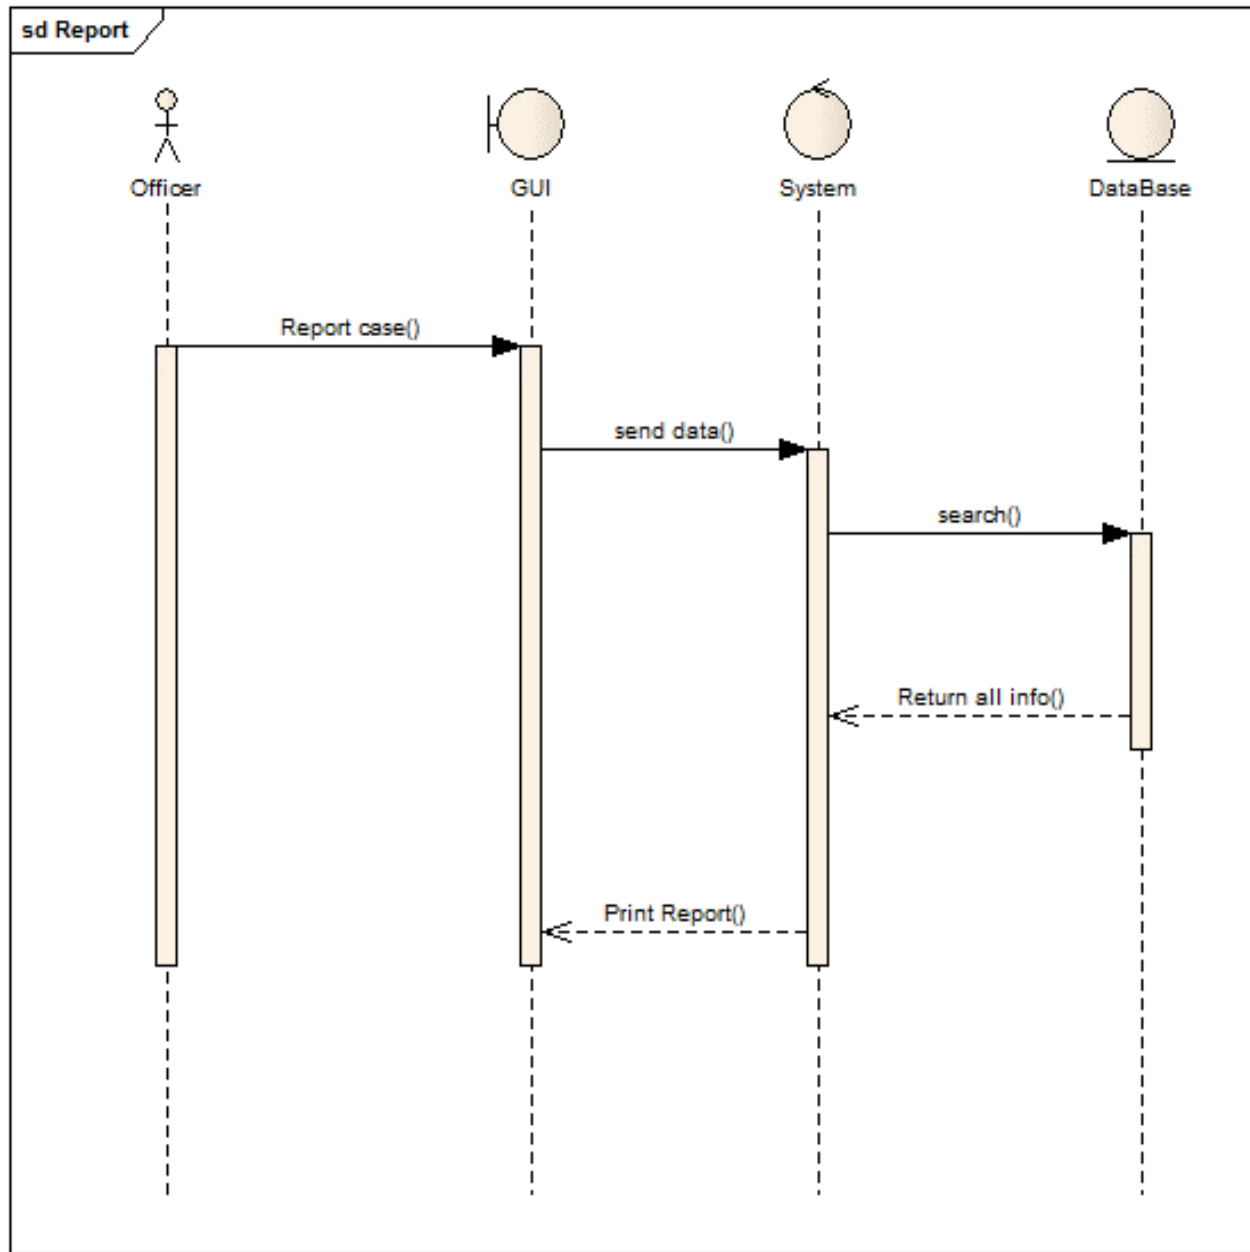 sd Report
Officer
GUI
System
DataBase
Report case()
send data()
search()
Return all info()
Print Report()